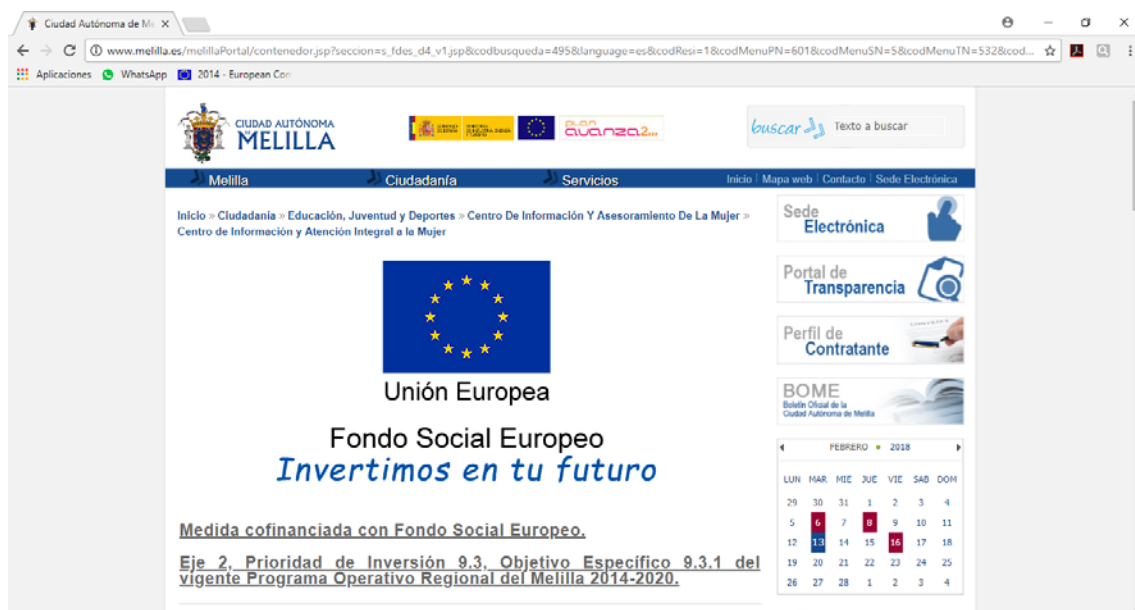 Ciudad Autónoma de Me
www.melilla.es/melillaPortal/contenedor.jsp?seccion=s_fdes_d4_v1.jsp&codbusqueda=495&language=es&codResi=1&codMenuPN=601&codMenuSN=5&codMenuTN=532&cod...
Aplicaciones WhatsApp 2014 - European Con
CIUDAD AUTÓNOMA
MELILLA
PLAN
avanza2...
buscar Texto a buscar
Melilla Ciudadanía Servicios Inicio | Mapa web | Contacto | Sede Electrónica
Inicio » Ciudadanía » Educación, Juventud y Deportes » Centro De Información Y Asesoramiento De La Mujer »
Centro de Información y Atención Integral a la Mujer
Unión Europea
Fondo Social Europeo
Invertimos en tu futuro
Medida cofinanciada con Fondo Social Europeo.
Eje 2, Prioridad de Inversión 9.3, Objetivo Específico 9.3.1 del
vigente Programa Operativo Regional del Melilla 2014-2020.
Sede
Electrónica
Portal de
Transparencia
Perfil de
Contratante
BOME
Boletín Oficial de la
Ciudad Autónoma de Melilla
FEBRERO 2018
LUN MAR MIE JUE VIE SAB DOM
29 30 31 1 2 3 4
5 6 7 8 9 10 11
12 13 14 15 16 17 18
19 20 21 22 23 24 25
26 27 28 1 2 3 4